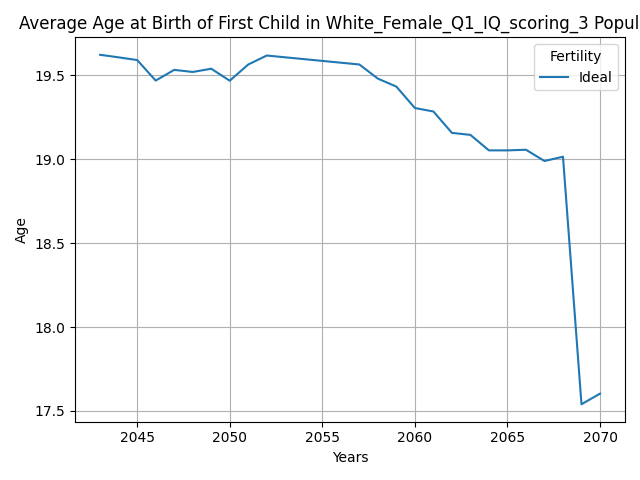 Average Age at Birth of First Child in White_Female_Q1_IQ_scoring_3 Popul
Fertility
Ideal
19.5
19.0
18.5
18.0
17.5
Age
2045 2050 2055 2060 2065 2070
Years